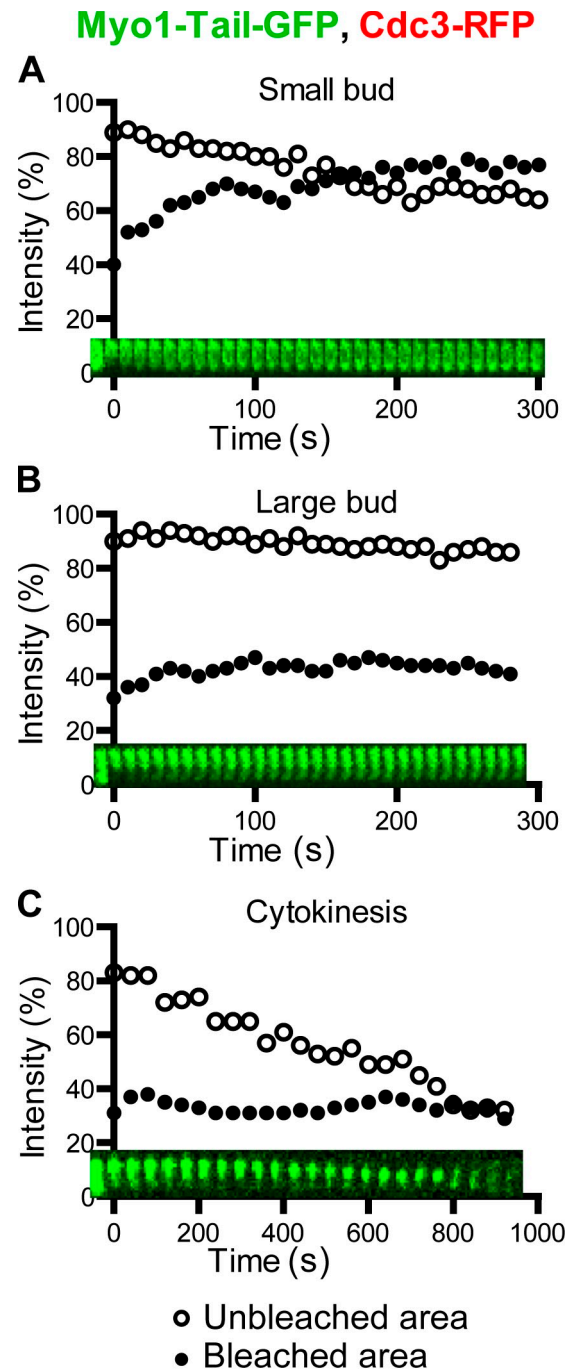 Myo1-Tail-GFP, Cdc3-RFP
A
Small bud
100
80
60
40
20
0
Intensity (%)
0 100 200 300
Time (s)
B
Large bud
100
80
60
40
20
0
Intensity (%)
0 100 200 300
Time (s)
C
Cytokinesis
100
80
60
40
20
0
Intensity (%)
0 200 400 600 800 1000
Time (s)
Unbleached area
Bleached area